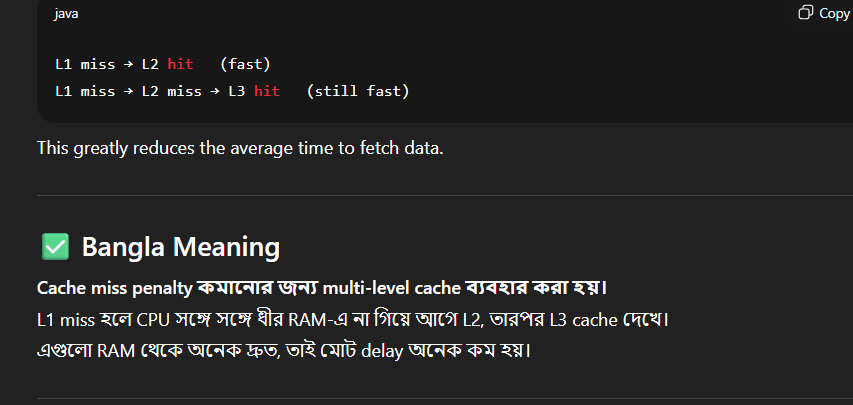 java
Copy
L1 miss → L2 hit (fast)
L1 miss → L2 miss → L3 hit (still fast)
This greatly reduces the average time to fetch data.
✅ Bangla Meaning
Cache miss penalty কমানোর জন্য multi-level cache ব্যবহার করা হয়।
L1 miss হলে CPU সঙ্গে সঙ্গে ধীর RAM-এ না গিয়ে আগে L2, তারপর L3 cache দেখে।
এগুলো RAM থেকে অনেক দ্রুত, তাই মোট delay অনেক কম হয়।